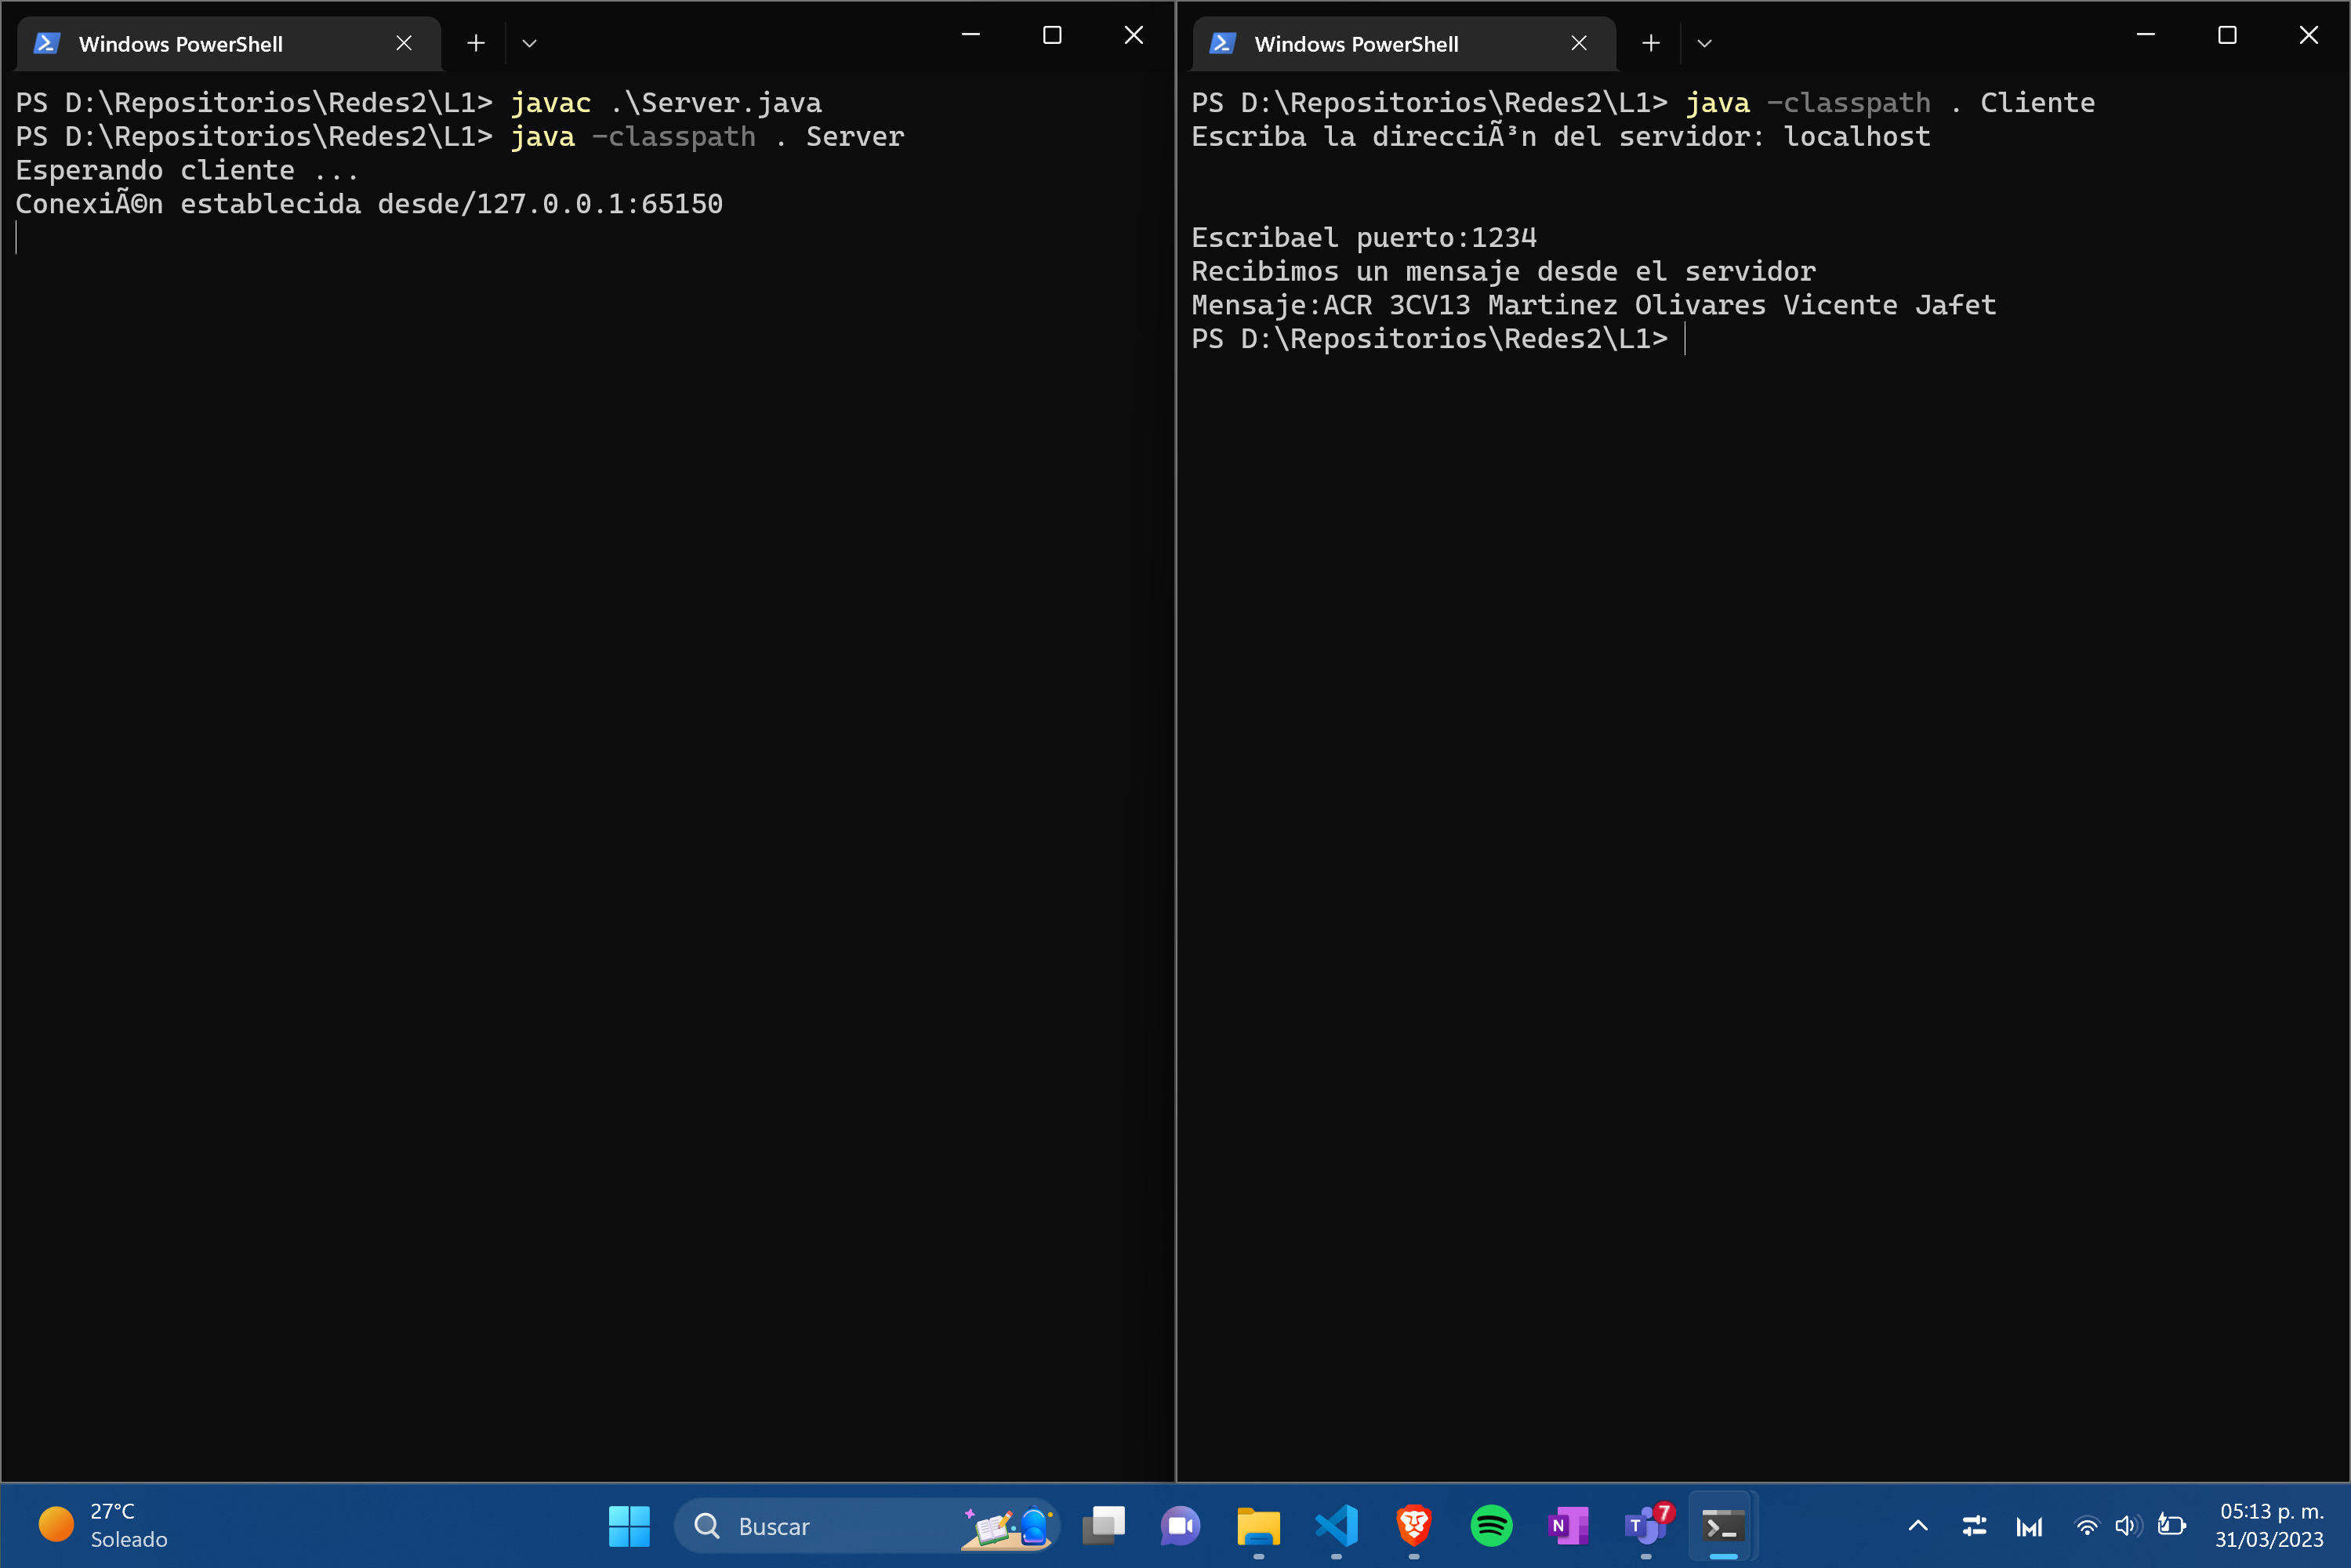 Windows PowerShell
PS D:\Repositorios\Redes2\L1> javac .\Server.java
PS D:\Repositorios\Redes2\L1> java -classpath . Server
Esperando cliente ...
ConexiÃ©n establecida desde/127.0.0.1:65150
Windows PowerShell
PS D:\Repositorios\Redes2\L1> java -classpath . Cliente
Escriba la direcciÃ³n del servidor: localhost
Escribael puerto:1234
Recibimos un mensaje desde el servidor
Mensaje:ACR 3CV13 Martinez Olivares Vicente Jafet
PS D:\Repositorios\Redes2\L1>
27°C
Soleado
Buscar
N
T
7
05:13 p. m.
31/03/2023